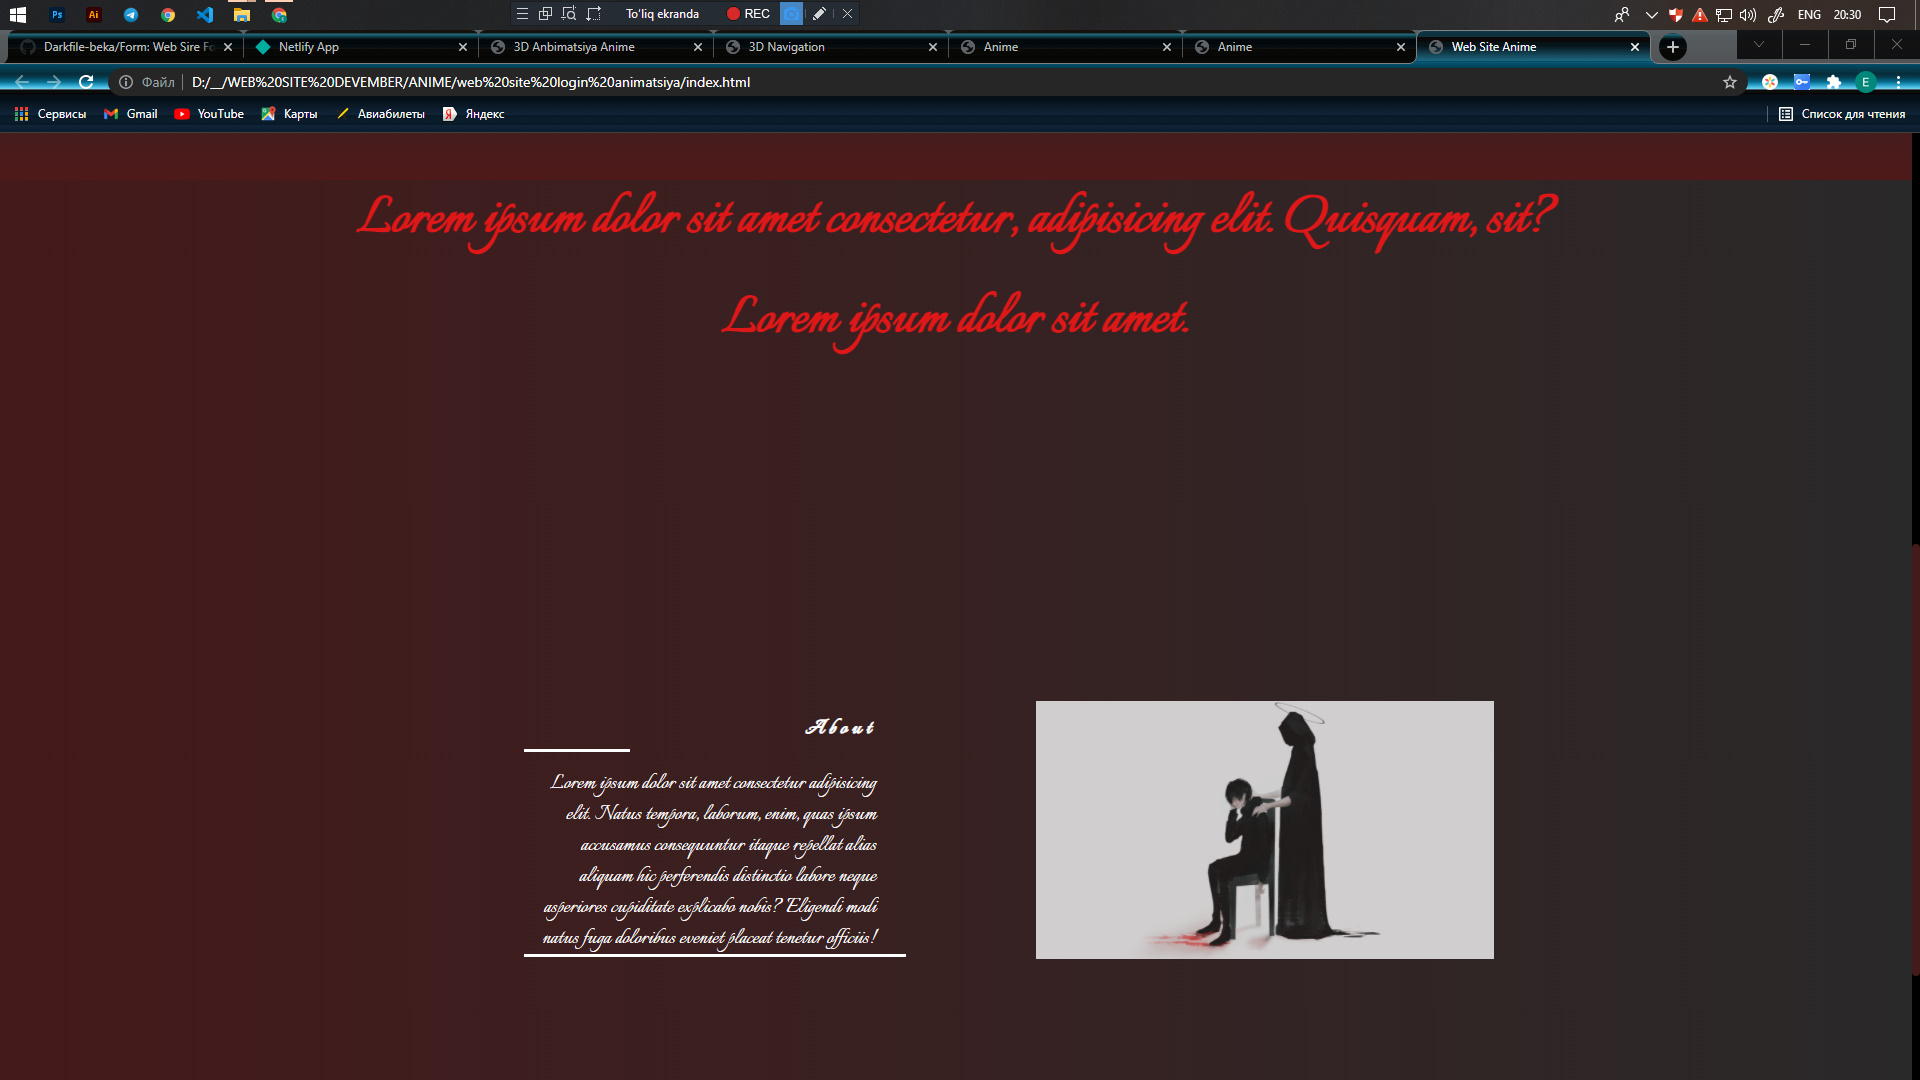 Ps
Ai
To'liq ekranda
REC
ENG
20:30
Darkfile-beka/Form: Web Sire Fo
Netlify App
3D Anbimatsiya Anime
3D Navigation
Anime
Anime
Web Site Anime
Файл
D:/__/WEB%20SITE%20DEVEMBER/ANIME/web%20site%20login%20animatsiya/index.html
E
Сервисы
Gmail
YouTube
Карты
Авиабилеты
Я
Яндекс
Список для чтения
Lorem ipsum dolor sit amet consectetur, adipisicing elit. Quisquam, sit?
Lorem ipsum dolor sit amet.
About
Lorem ipsum dolor sit amet consectetur adipisicing
elit. Natus tempora, laborum, enim, quas ipsum
accusamus consequuntur itaque repellat alias
aliquam hic perferendis distinctio labore neque
asperiores cupiditate explicabo nobis? Eligendi modi
natus fuga doloribus eveniet placeat tenetur officiis!